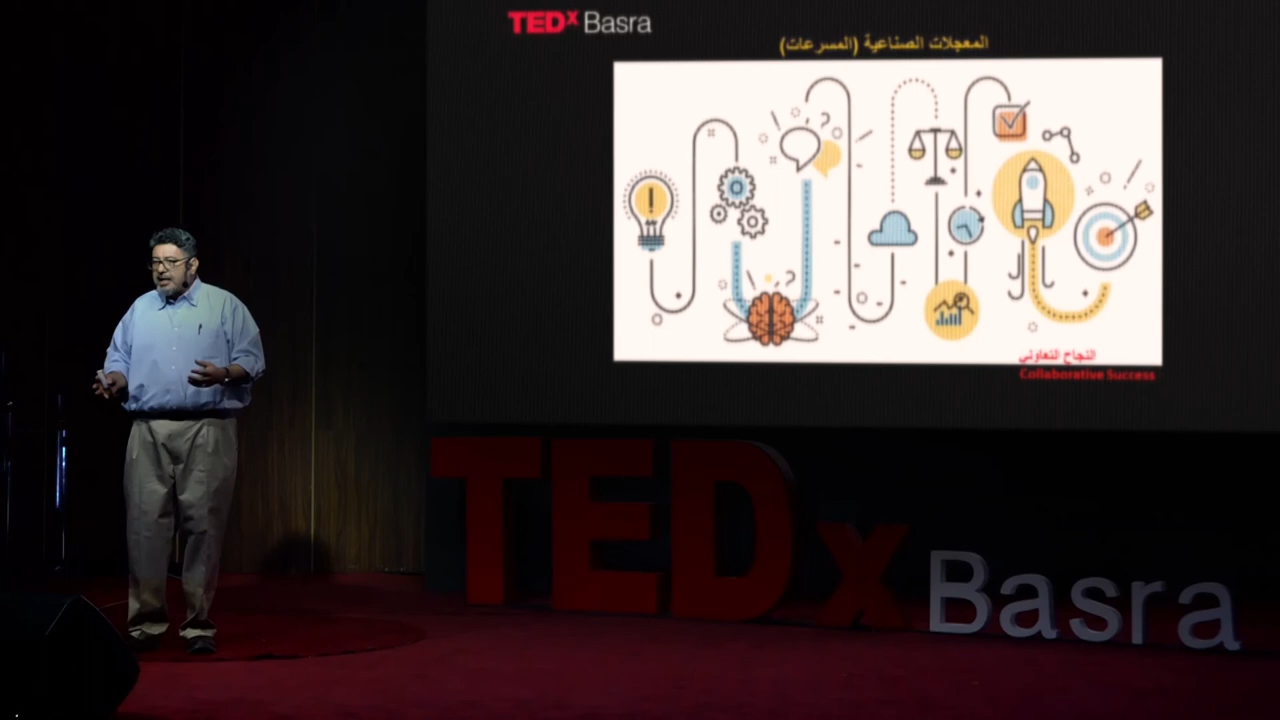 TEDx Basra
المعجلات الصناعية (المسرعات)
النجاح التعاوني
Collaborative Success
TEDx Basra